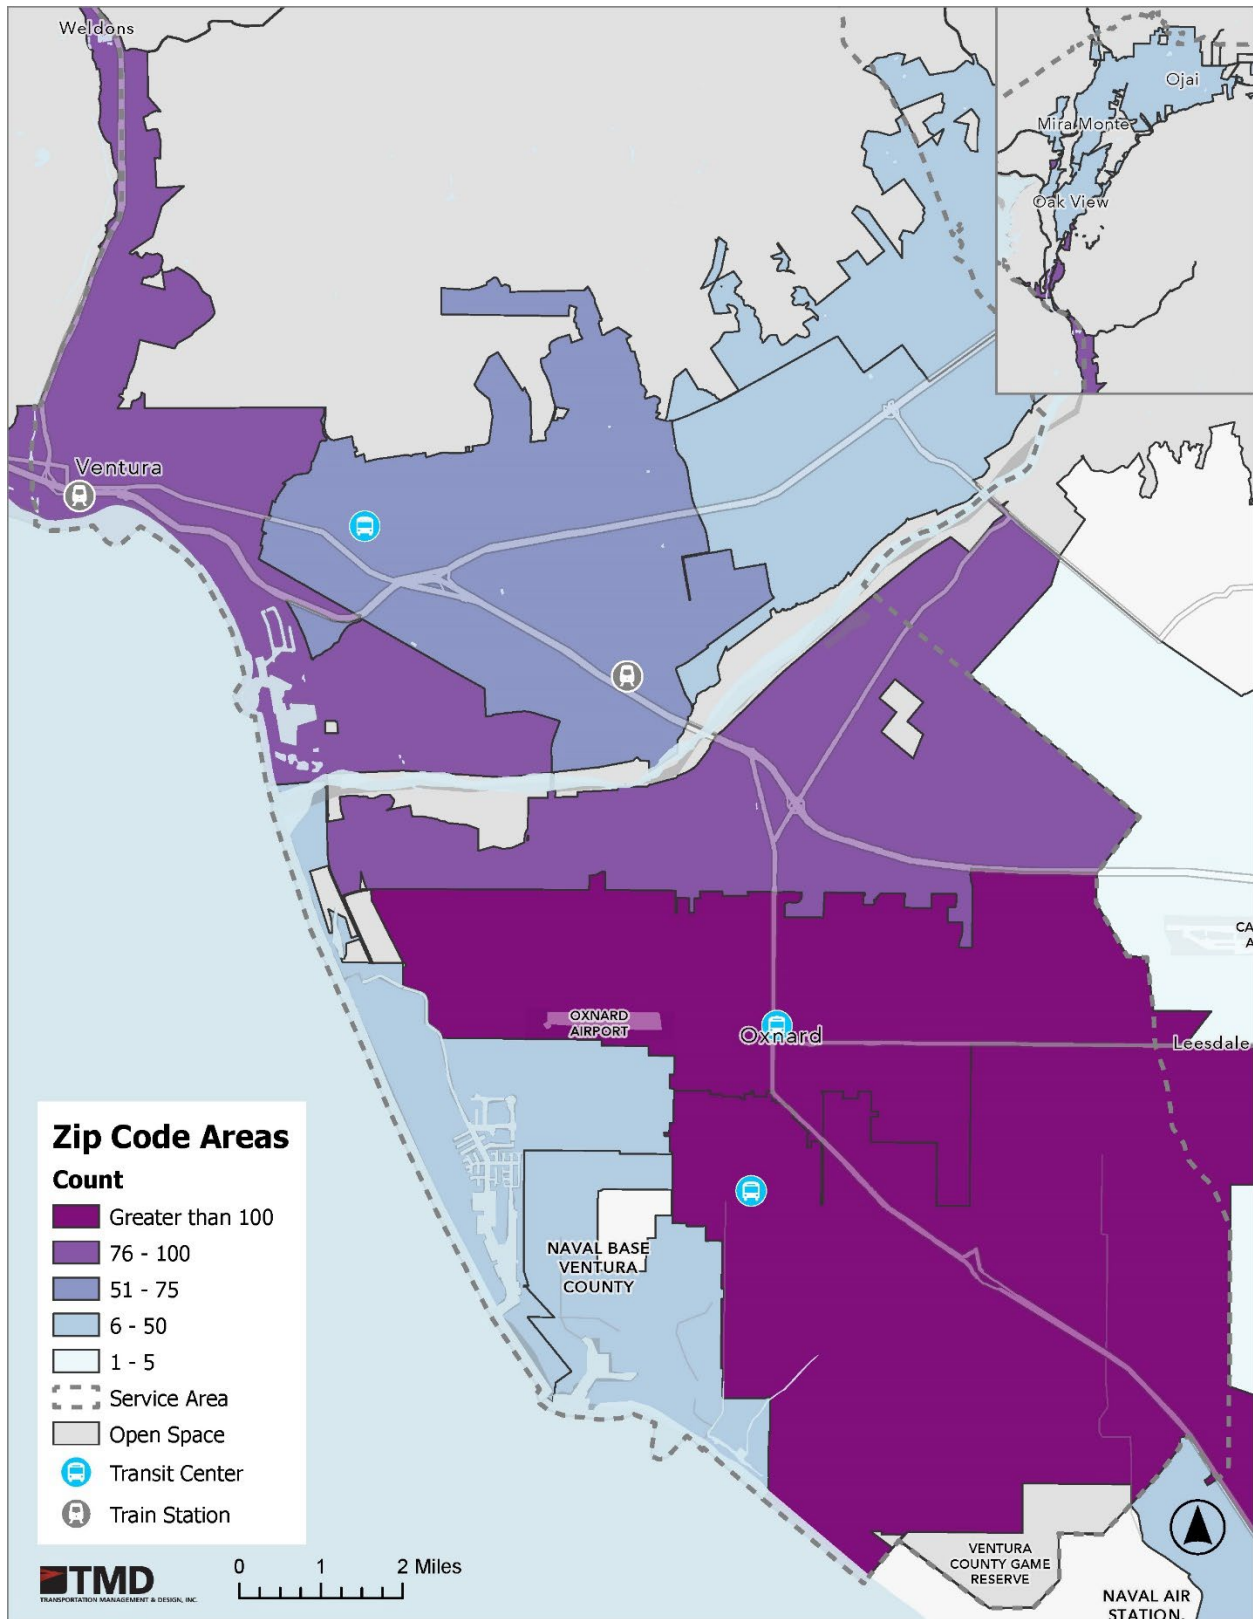 Weldons
Ojai
Mira Monte
Oak View
Ventura
CA
A
OXNARD
AIRPORT
Oxnard
Leesdale
NAVAL BASE
VENTURA
COUNTY
Zip Code Areas
Count
Greater than 100
76 - 100
51 - 75
6 - 50
1 - 5
Service Area
Open Space
Transit Center
Train Station
VENTURA
COUNTY GAME
RESERVE
NAVAL AIR
STATION,
TMD
TRANSPORTATION MANAGEMENT & DESIGN, INC.
0 1 2 Miles